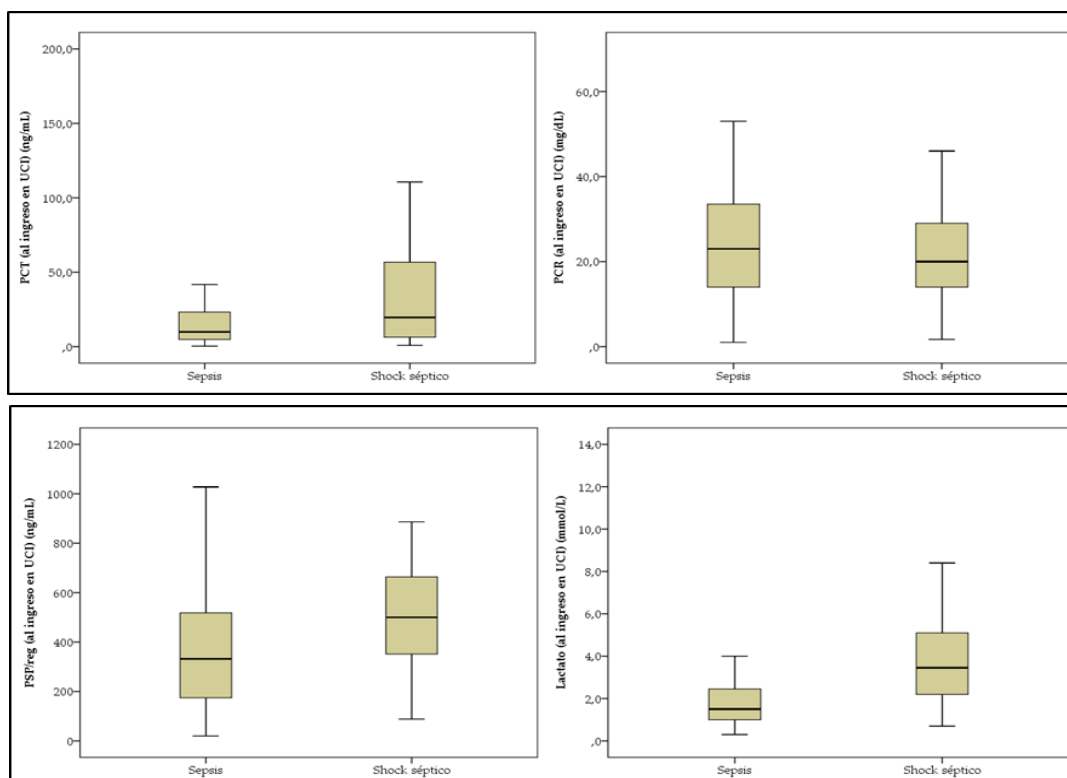 PCT (al ingreso en UCI) (ng/mL)
200,0
150,0
100,0
50,0
,0
Sepsis
Shock séptico
PCR (al ingreso en UCI) (mg/dL)
60,0
40,0
20,0
,0
Sepsis
Shock séptico
PSP/reg (al ingreso en UCI) (ng/mL)
1200
1000
800
600
400
200
0
Sepsis
Shock séptico
Lactato (al ingreso en UCI) (mmol/L)
14,0
12,0
10,0
8,0
6,0
4,0
2,0
,0
Sepsis
Shock séptico